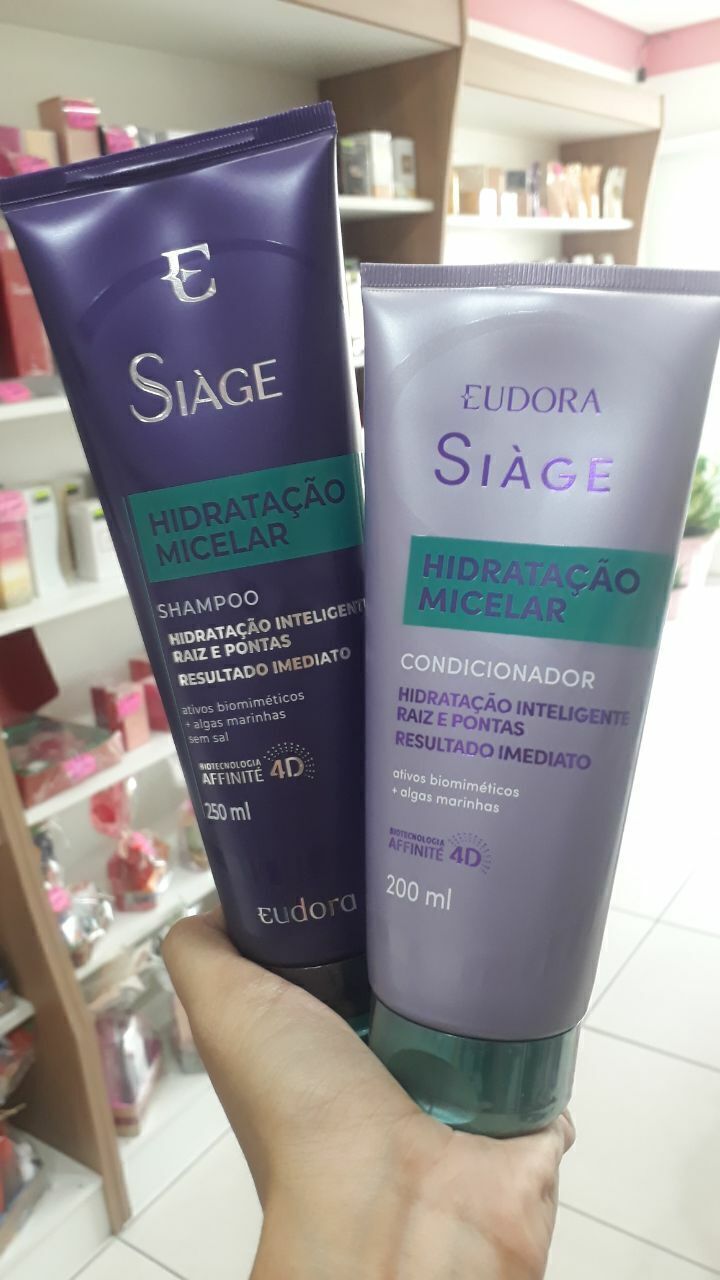 E
SIÀGE
HIDRATAÇÃO
MICELAR
SHAMPOO
HIDRATAÇÃO INTELIGENTE
RAIZ E PONTAS
RESULTADO IMEDIATO
ativos biomiméticos
+ algas marinhas
sem sal
BIOTECNOLOGIA
AFFINITÉ 4D
250 ml
eudora
EUDORA
SIÀGE
HIDRATAÇÃO
MICELAR
CONDICIONADOR
HIDRATAÇÃO INTELIGENTE
RAIZ E PONTAS
RESULTADO IMEDIATO
ativos biomiméticos
+ algas marinhas
BIOTECNOLOGIA
AFFINITÉ 4D
200 ml